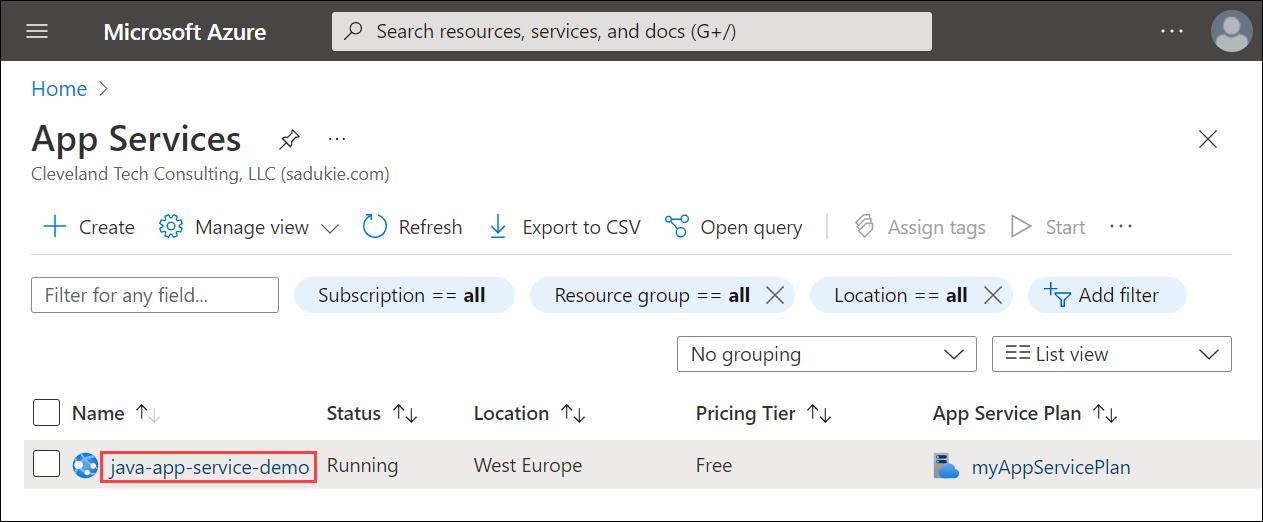 Microsoft Azure Search resources, services, and docs (G+/) ...
Home >
App Services ...
Cleveland Tech Consulting, LLC (sadukie.com)
Create Manage view Refresh Export to CSV Open query Assign tags Start ...
Filter for any field... Subscription == all Resource group == all Location == all Add filter
No grouping List view
Name Status Location Pricing Tier App Service Plan
java-app-service-demo Running West Europe Free myAppServicePlan